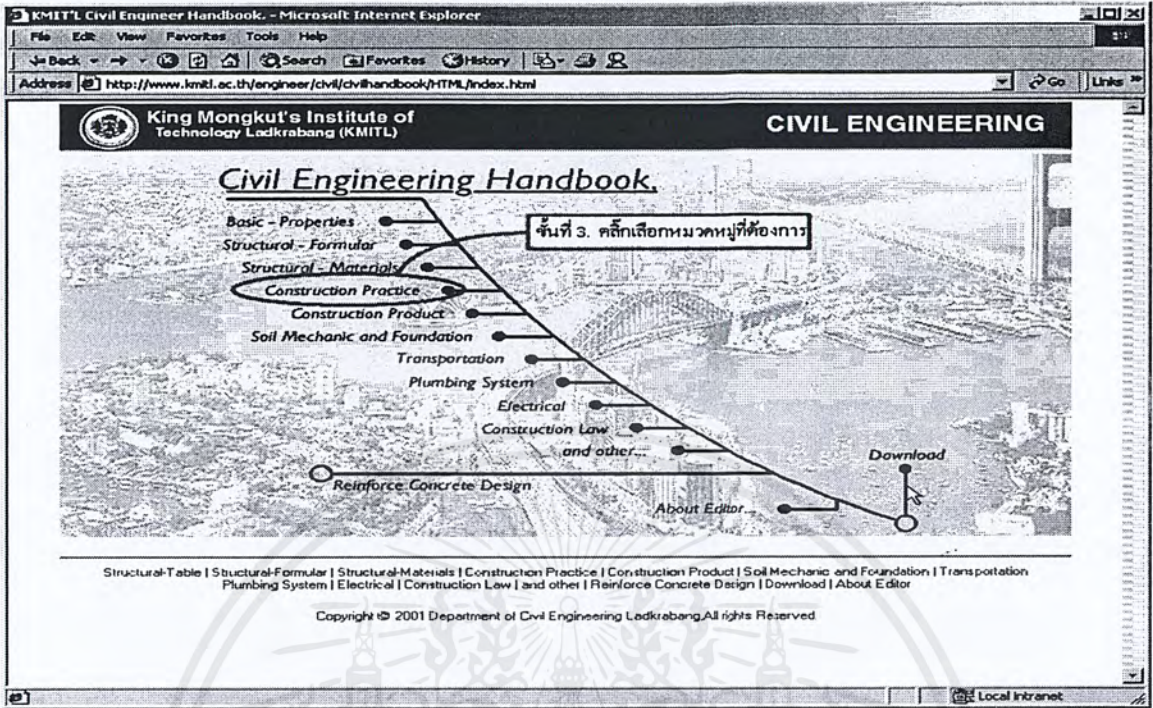 KMIT'L Civil Engineer Handbook. - Microsoft Internet Explorer
File Edit View Favorites Tools Help
Back Search Favorites History
Address http://www.kmitl.ac.th/engineer/civil/civilhandbook/HTML/index.html Go Links »
King Mongkut's Institute of
Technology Ladkrabang (KMITL)
CIVIL ENGINEERING
Civil Engineering Handbook.
Basic - Properties
ขั้นที่ 3. คลิ๊กเลือกหมวดหมู่ที่ต้องการ
Structural - Formular
Structural - Materials
Construction Practice
Construction Product
Soil Mechanic and Foundation
Transportation
Plumbing System
Electrical
Construction Law
and other...
Download
Reinforce Concrete Design
About Editor...
Structural-Table | Structural-Formular | Structural-Materials | Construction Practice | Construction Product | Soil Mechanic and Foundation | Transportation
Plumbing System | Electrical | Construction Law | and other | Reinforce Concrete Design | Download | About Editor
Copyright © 2001 Department of Civil Engineering Ladkrabang,All rights Reserved
Local intranet